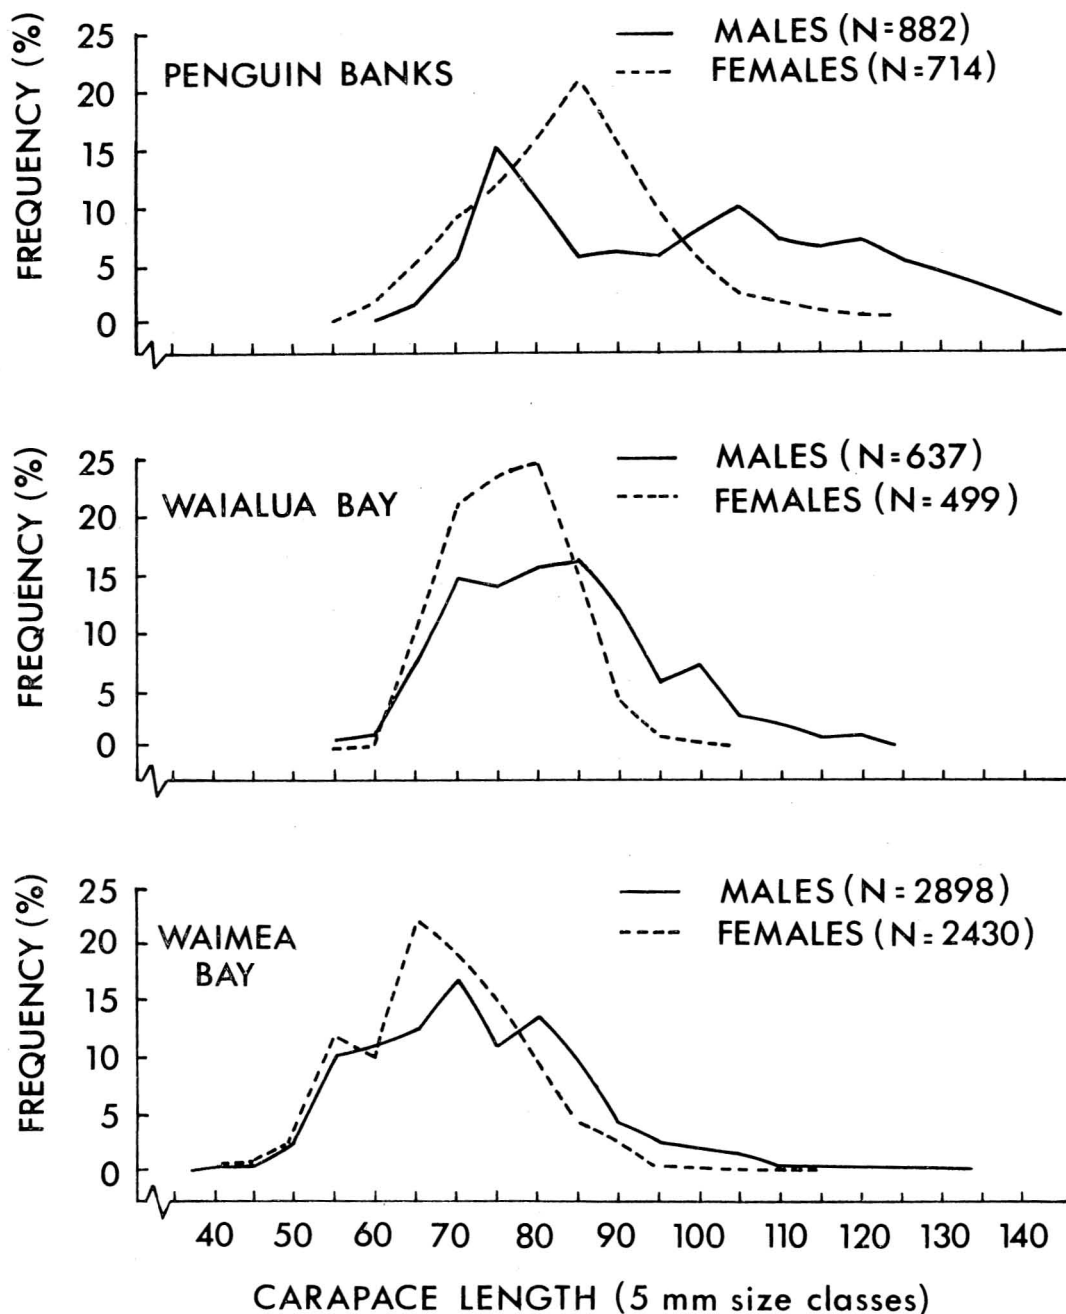 FREQUENCY (%)
25
20
15
10
5
0
PENGUIN BANKS
MALES (N=882)
FEMALES (N=714)
FREQUENCY (%)
25
20
15
10
5
0
WAIALUA BAY
MALES (N=637)
FEMALES (N=499)
FREQUENCY (%)
25
20
15
10
5
0
WAIMEA
BAY
MALES (N=2898)
FEMALES (N=2430)
40 50 60 70 80 90 100 110 120 130 140
CARAPACE LENGTH (5 mm size classes)